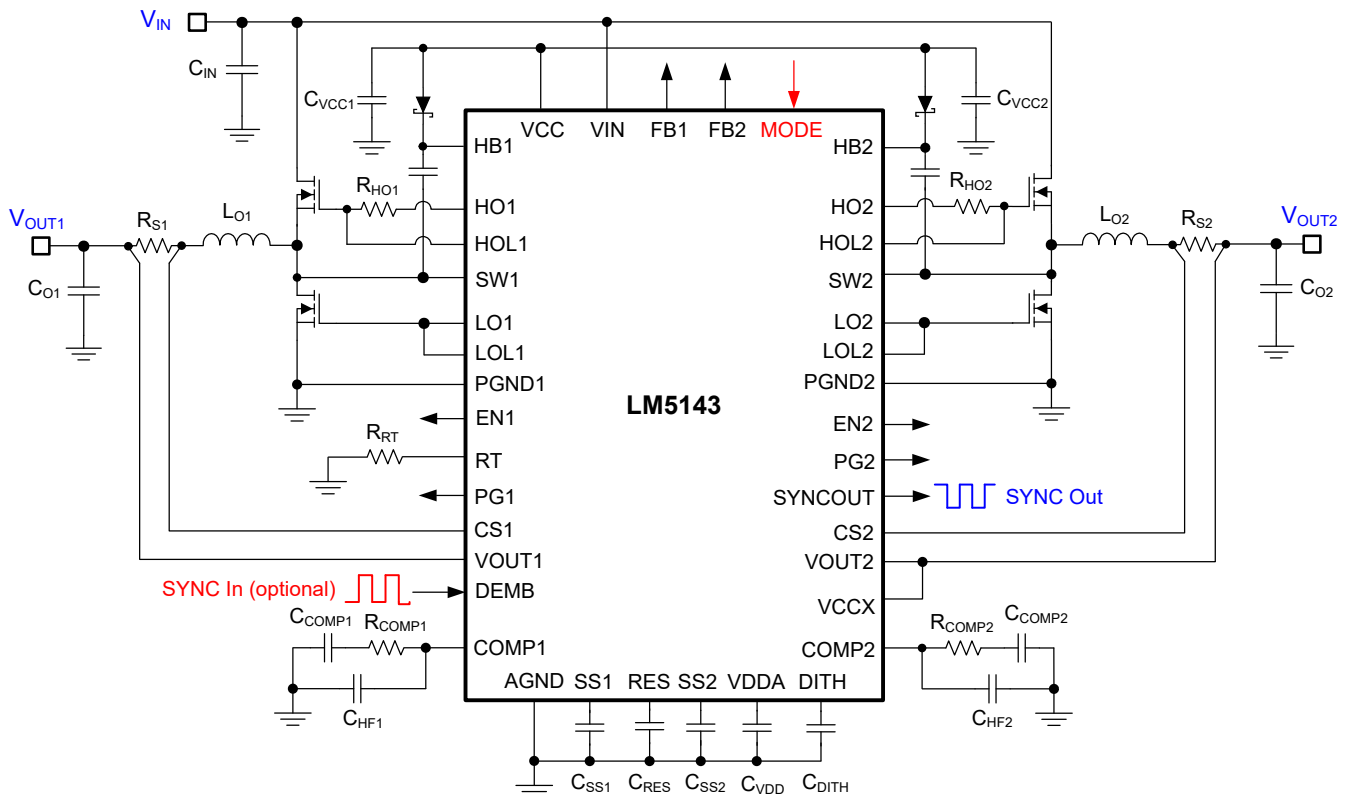 VIN
CIN
CVCC1
CVCC2
VCC VIN FB1 FB2 MODE
HB1
HB2
RHO1
HO1
HOL1
SW1
LO1
LOL1
PGND1
EN1
RT
PG1
CS1
VOUT1
DEMB
COMP1
RHO2
HO2
HOL2
SW2
LO2
LOL2
PGND2
EN2
PG2
SYNCOUT
CS2
VOUT2
VCCX
COMP2
LM5143
VOUT1
RS1
LO1
CO1
LO2
RS2
VOUT2
CO2
RRT
SYNC Out
SYNC In (optional)
CCOMP1
RCOMP1
CHF1
RCOMP2
CCOMP2
CHF2
AGND SS1 RES SS2 VDDA DITH
CSS1 CRES CSS2 CVDD CDITH